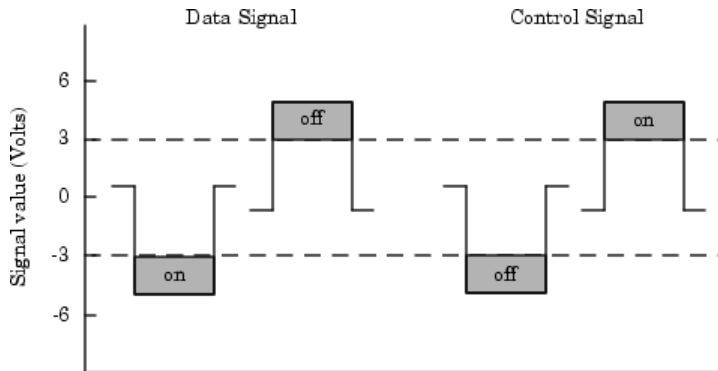 Data Signal
Control Signal
Signal value (Volts)
6
3
0
-3
-6
off
on
on
off